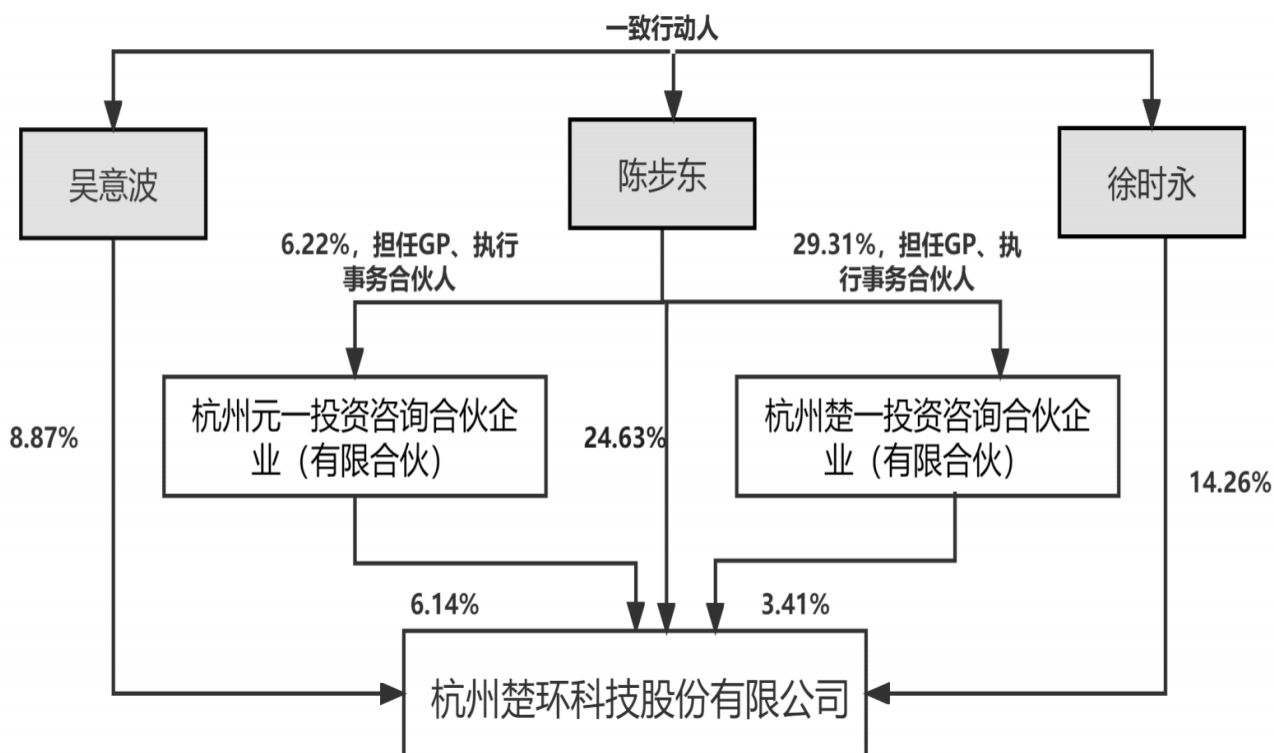 一致行动人
吴意波
陈步东
徐时永
6.22%，担任GP、执行
事务合伙人
29.31%，担任GP、执
行事务合伙人
杭州元一投资咨询合伙企
业（有限合伙）
杭州楚一投资咨询合伙企
业（有限合伙）
8.87%
24.63%
14.26%
6.14%
3.41%
杭州楚环科技股份有限公司